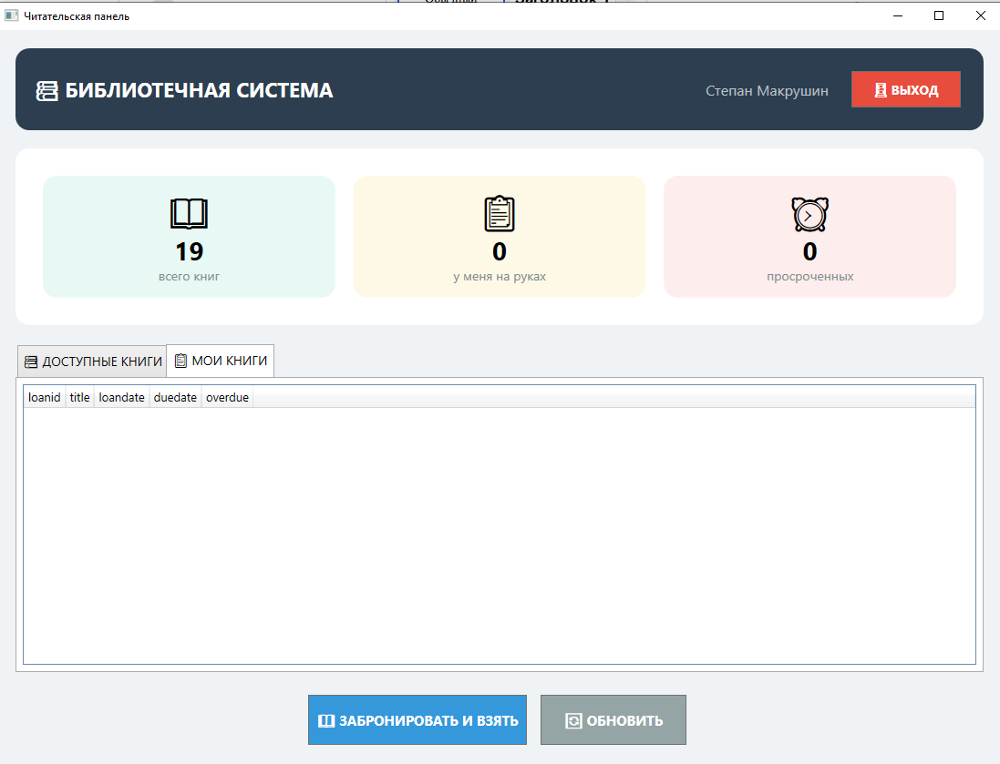 Читательская панель
БИБЛИОТЕЧНАЯ СИСТЕМА
Степан Макрушин
ВЫХОД
19
всего книг
0
у меня на руках
0
просроченных
ДОСТУПНЫЕ КНИГИ
МОИ КНИГИ
loanid title loandate duedate overdue
ЗАБРОНИРОВАТЬ И ВЗЯТЬ
ОБНОВИТЬ